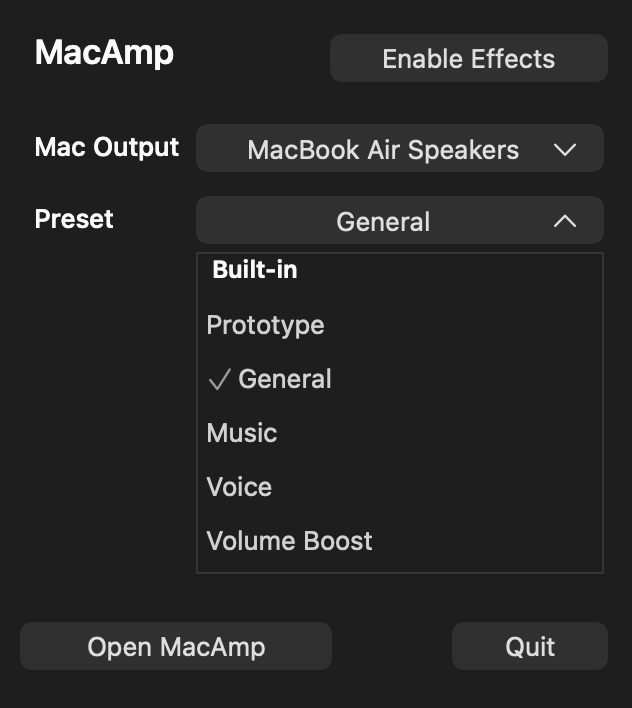 MacAmp
Enable Effects
Mac Output
MacBook Air Speakers
Preset
General
Built-in
Prototype
✓ General
Music
Voice
Volume Boost
Open MacAmp
Quit